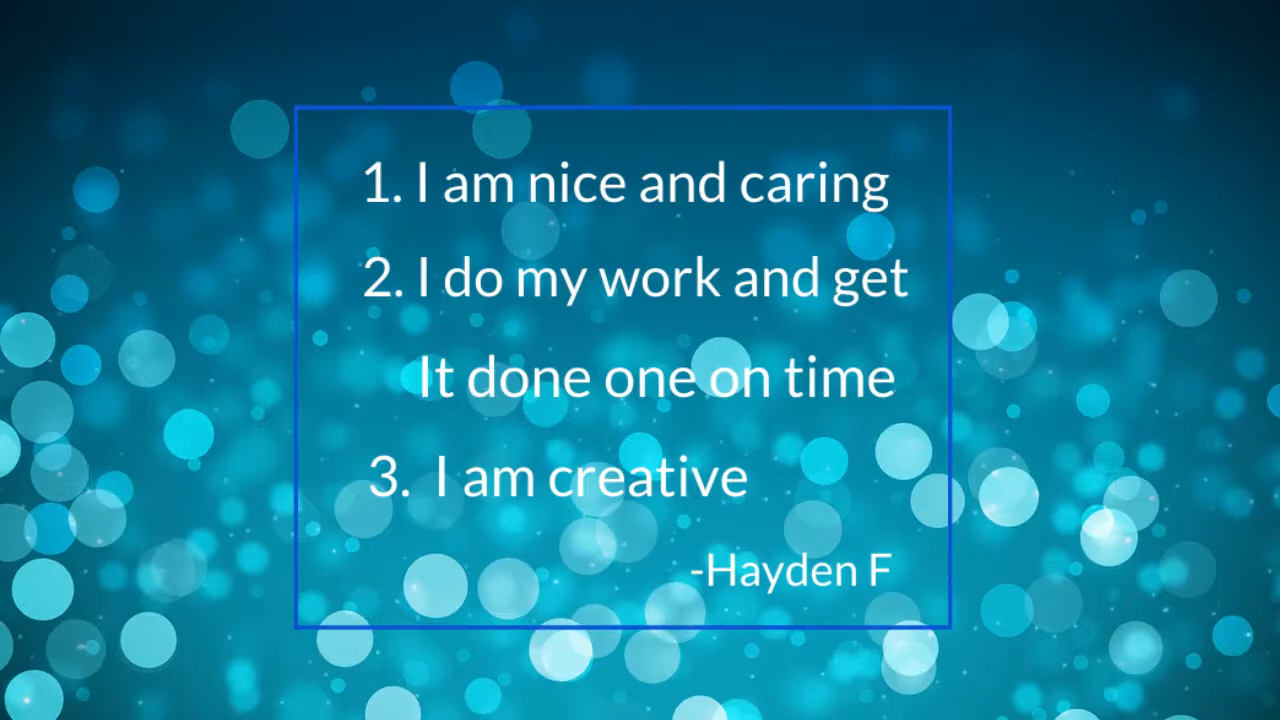 1. I am nice and caring
2. I do my work and get
It done one on time
3. I am creative
-Hayden F